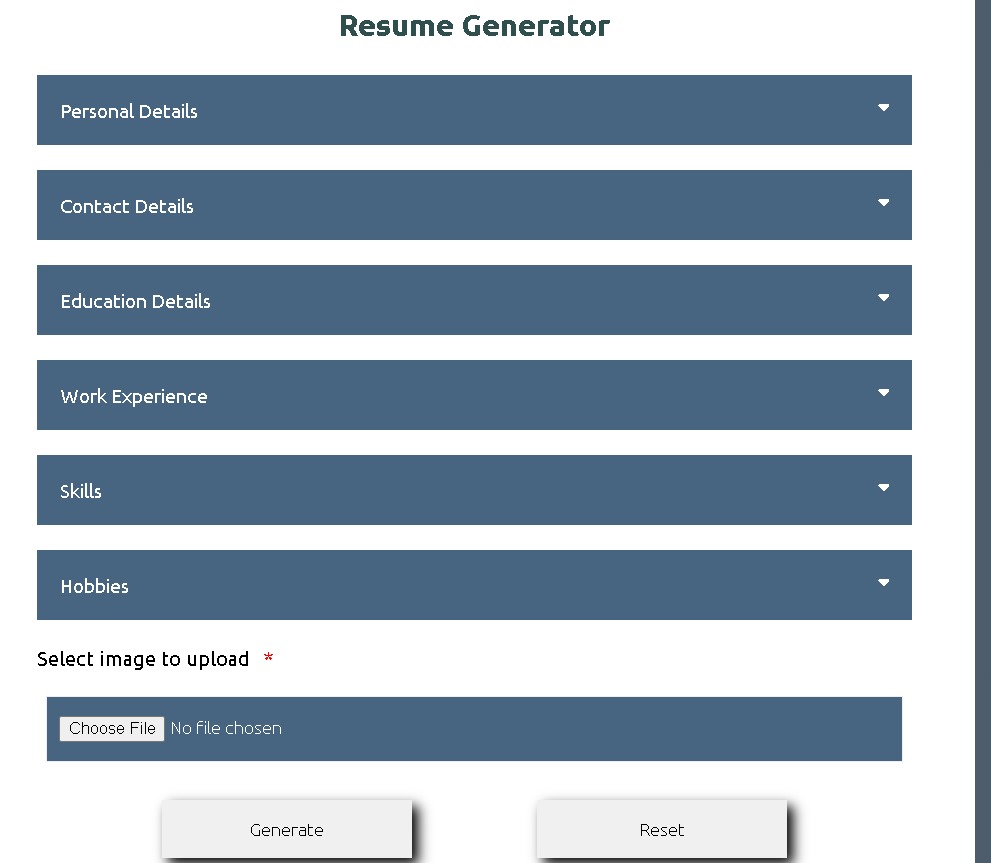 Resume Generator
Personal Details
Contact Details
Education Details
Work Experience
Skills
Hobbies
Select image to upload *
Choose File No file chosen
Generate Reset